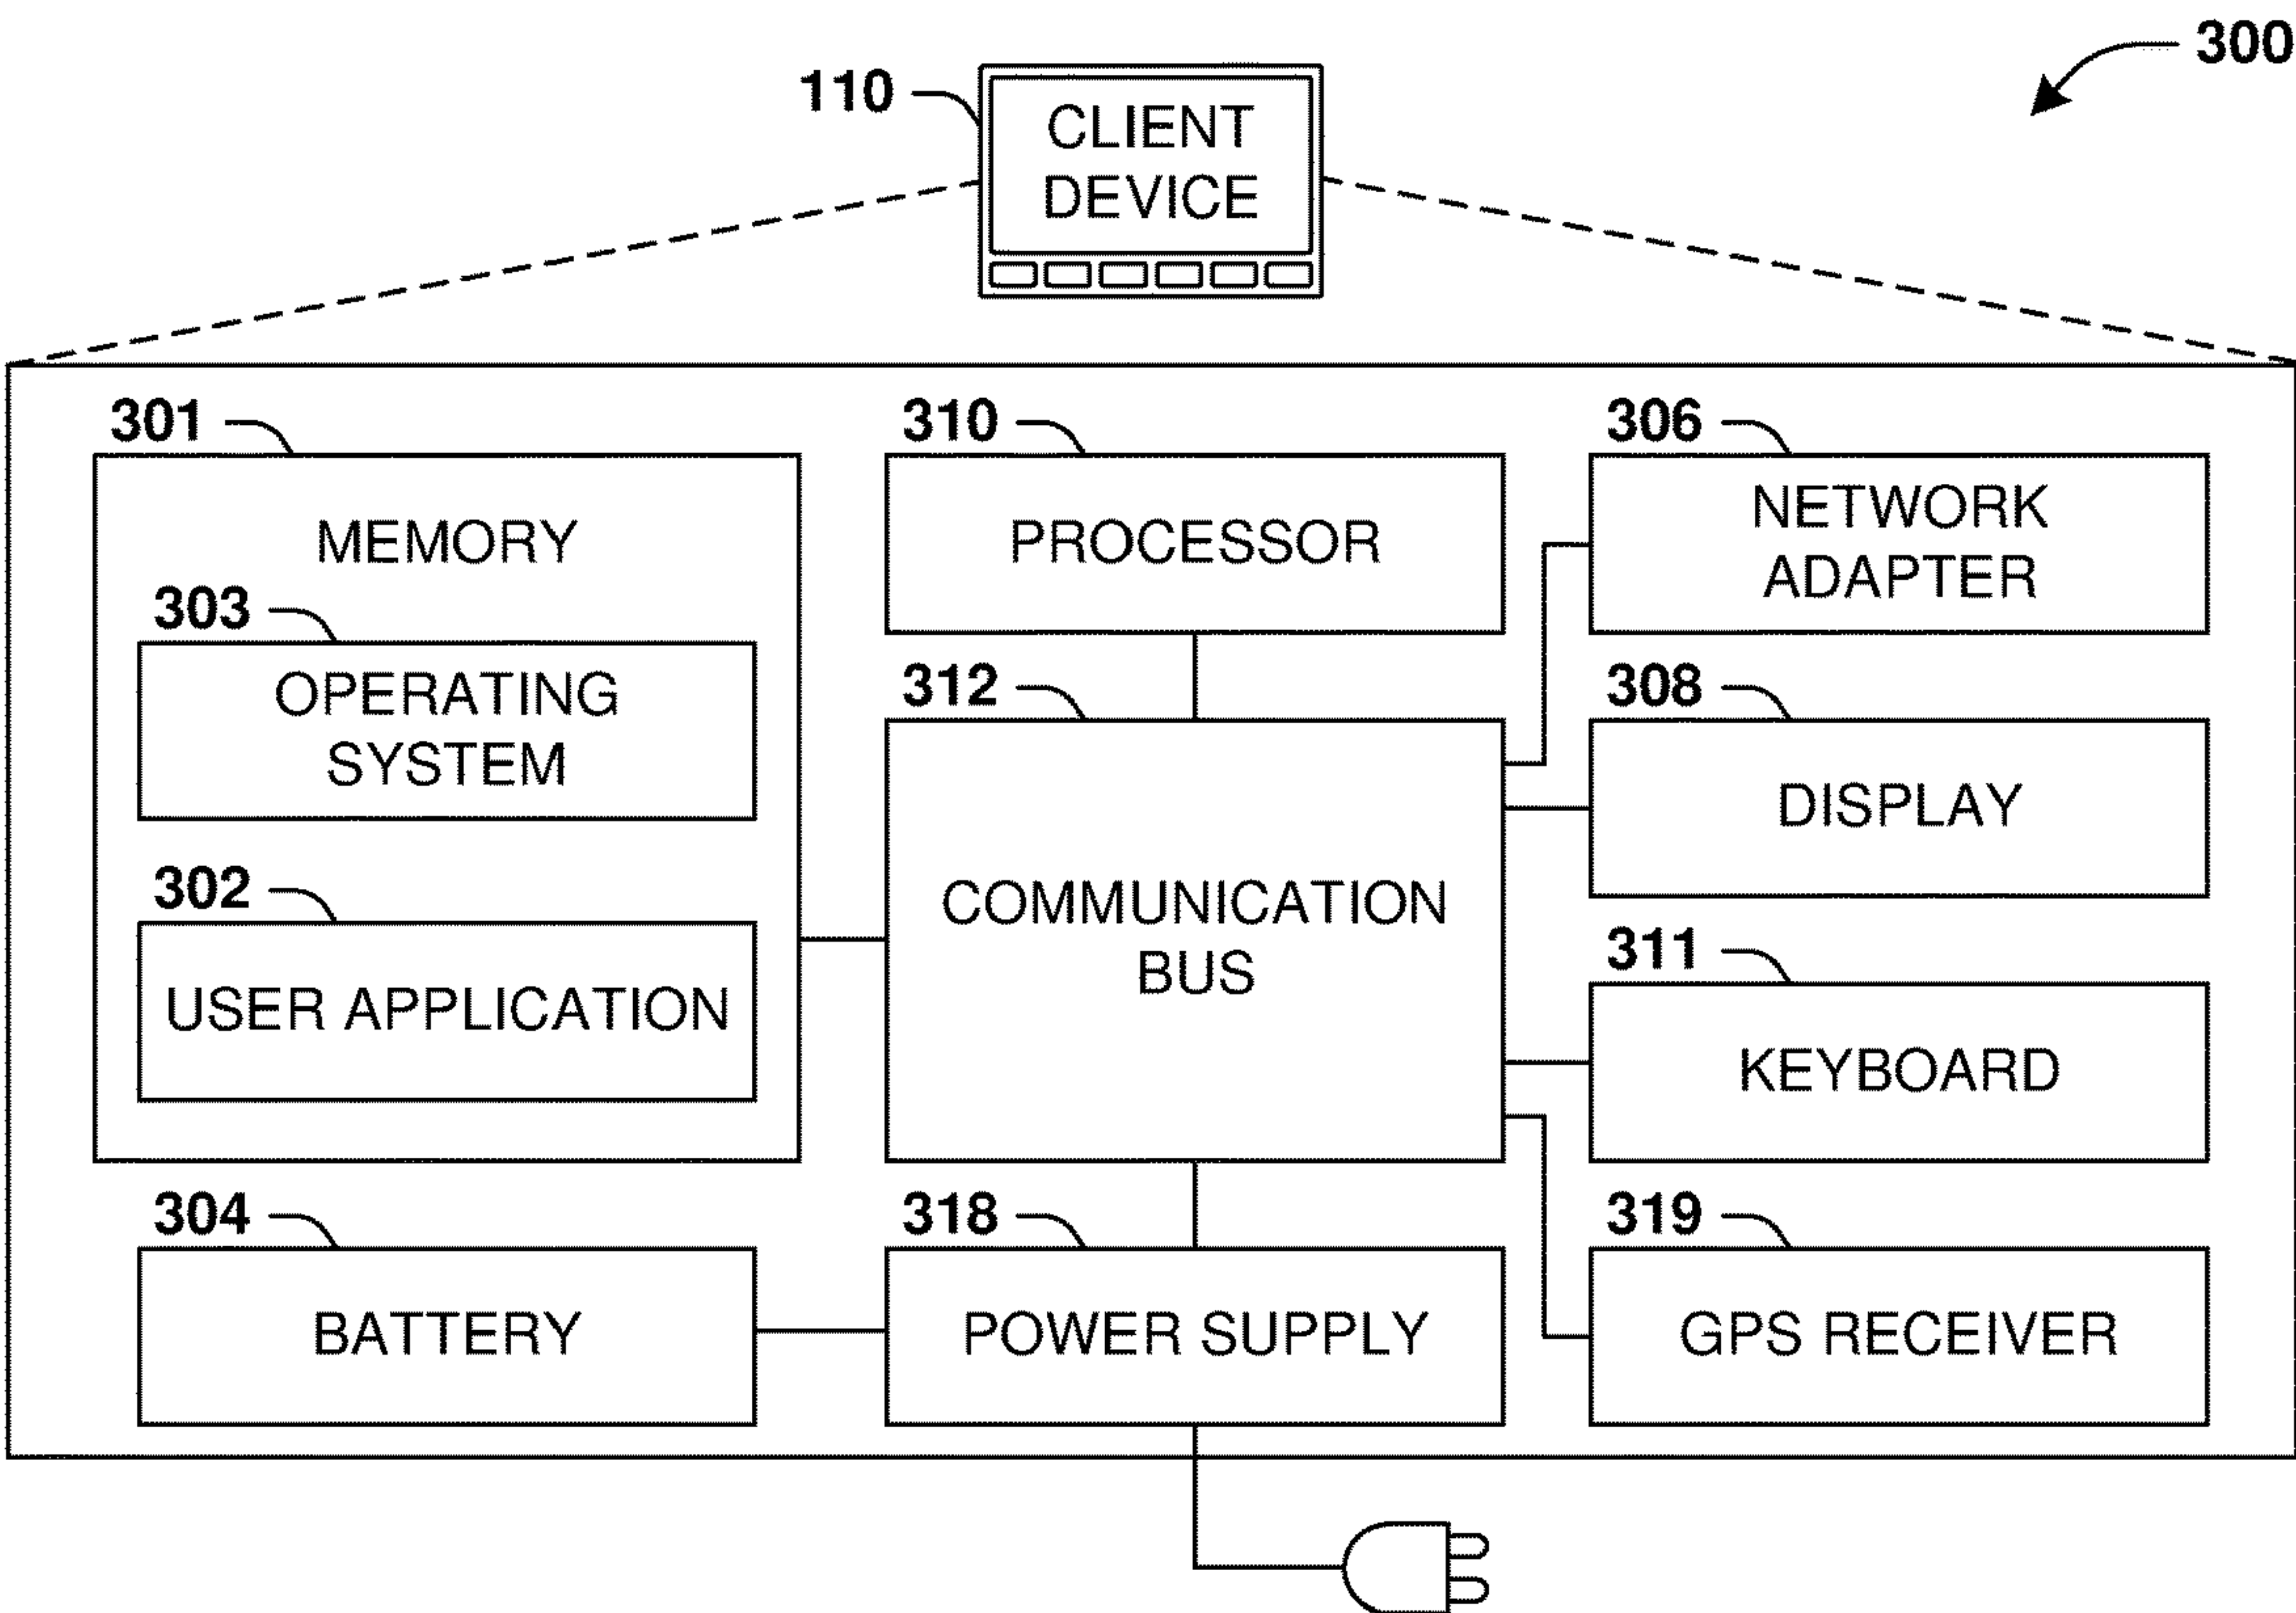 300
110
CLIENT
DEVICE
301
MEMORY
303
OPERATING
SYSTEM
302
USER APPLICATION
304
BATTERY
310
PROCESSOR
312
COMMUNICATION
BUS
318
POWER SUPPLY
306
NETWORK
ADAPTER
308
DISPLAY
311
KEYBOARD
319
GPS RECEIVER